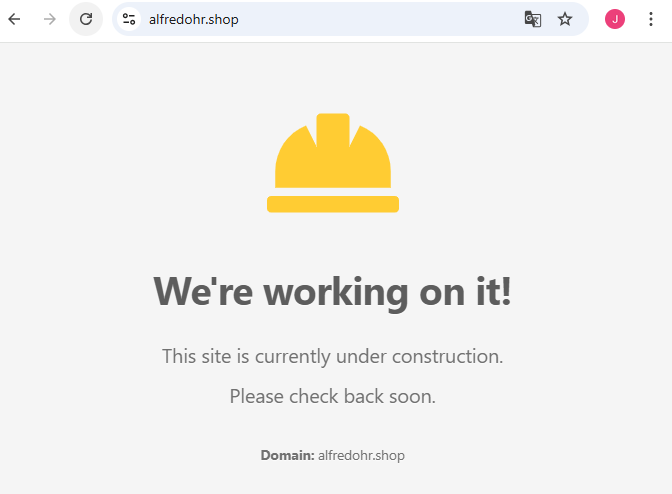 alfredohr.shop
J
We're working on it!
This site is currently under construction.
Please check back soon.
Domain: alfredohr.shop